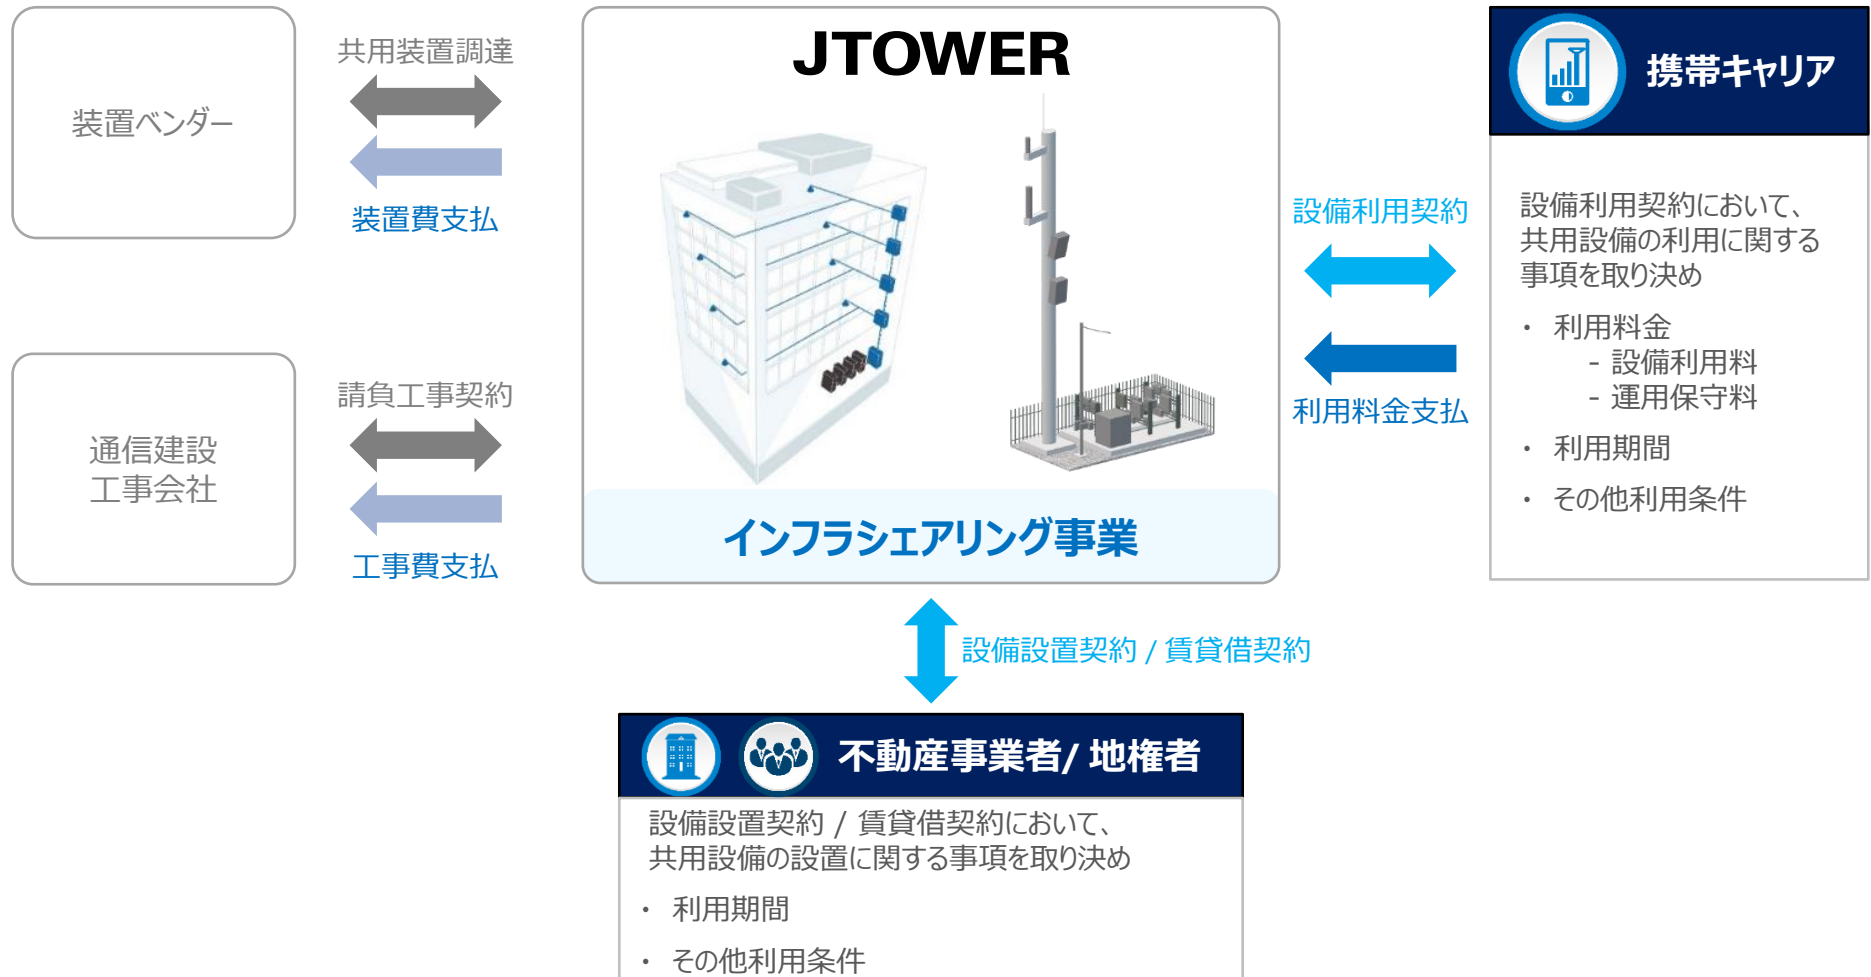 装置ベンダー
共用装置調達
装置費支払
通信建設
工事会社
請負工事契約
工事費支払
JTOWER
インフラシェアリング事業
設備利用契約
利用料金支払
携帯キャリア
設備利用契約において、
共用設備の利用に関する
事項を取り決め
・ 利用料金
- 設備利用料
- 運用保守料
・ 利用期間
・ その他利用条件
設備設置契約 / 賃貸借契約
不動産事業者/ 地権者
設備設置契約 / 賃貸借契約において、
共用設備の設置に関する事項を取り決め
・ 利用期間
・ その他利用条件